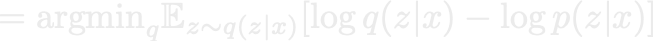 = argmin_q 𝔼_{z∼q(z|x)}[log q(z|x) − log p(z|x)]